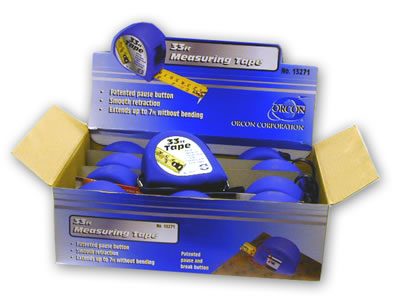 33ft
Measuring Tape
No. 13271
• Patented pause button
• Smooth retraction
• Extends up to 7ft without bending
ORCON
ORCON CORPORATION
33ft
Tape
33ft
Measuring Tape
No. 13271
• Patented pause button
• Smooth retraction
• Extends up to 7ft without bending
Patented
pause and
break button